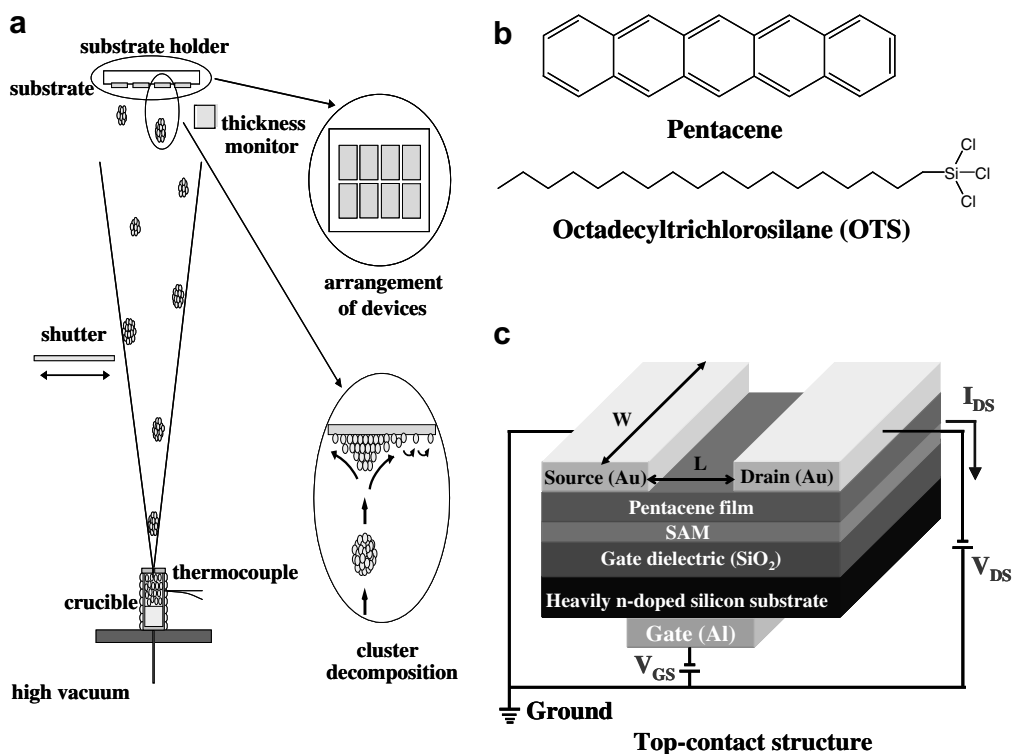 a
substrate holder
substrate
thickness
monitor
arrangement
of devices
shutter
thermocouple
crucible
high vacuum
cluster
decomposition
b
Pentacene
Cl
Si
Cl
Cl
Octadecyltrichlorosilane (OTS)
c
W
L
Source (Au)
Drain (Au)
Pentacene film
SAM
Gate dielectric (SiO₂)
Heavily n-doped silicon substrate
Gate (Al)
I_DS
V_DS
V_GS
Ground
Top-contact structure